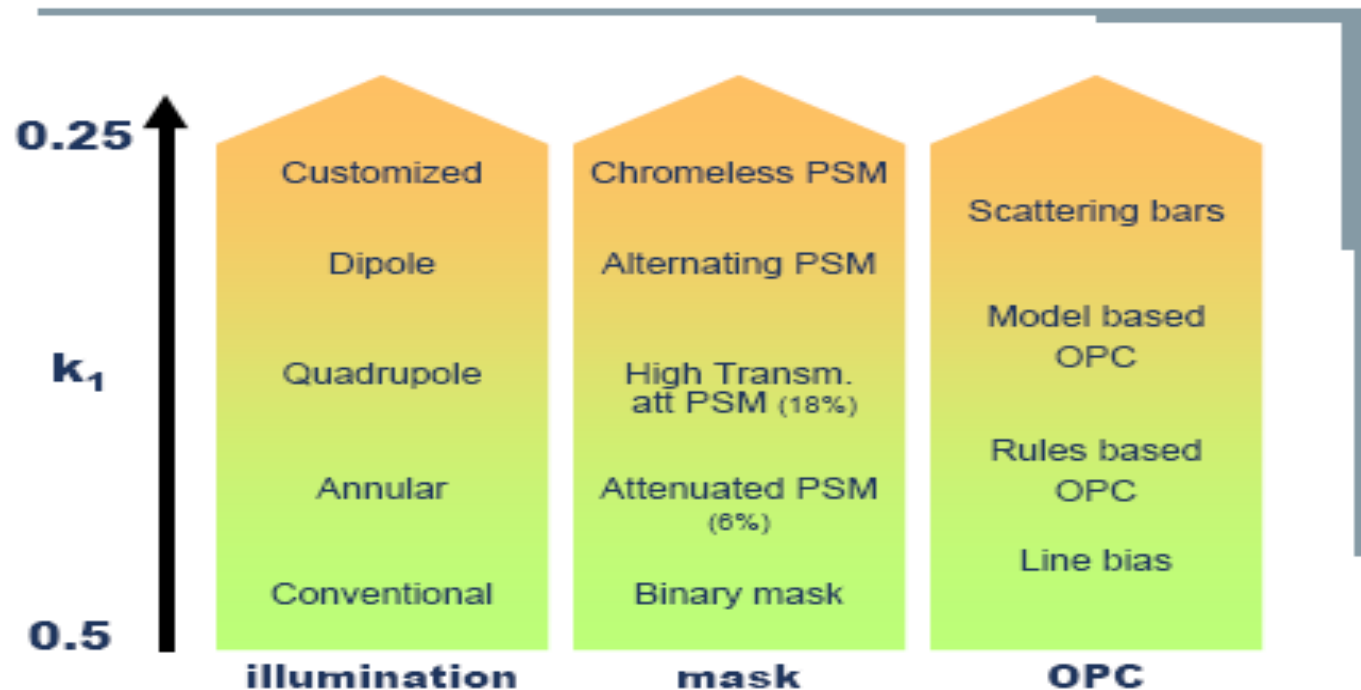 0.25
k₁
0.5
Customized
Dipole
Quadrupole
Annular
Conventional
illumination
Chromeless PSM
Alternating PSM
High Transm.
att PSM (18%)
Attenuated PSM
(6%)
Binary mask
mask
Scattering bars
Model based
OPC
Rules based
OPC
Line bias
OPC